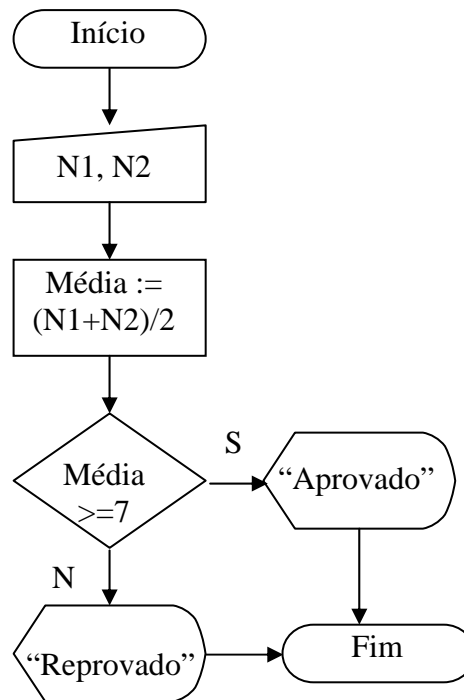 Início
N1, N2
Média :=
(N1+N2)/2
Média
>=7
S
“Aprovado”
N
“Reprovado”
Fim